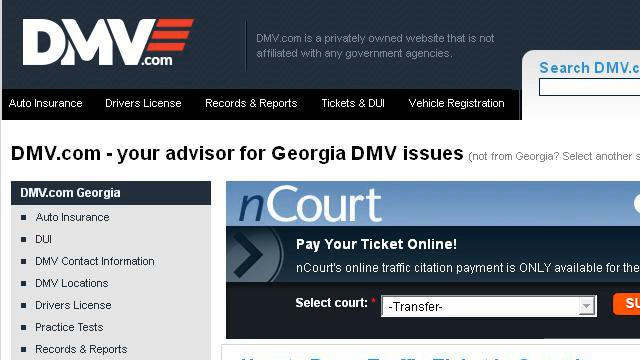 DMV.com
DMV.com is a privately owned website that is not
affiliated with any government agencies.
Search DMV.c
Auto Insurance Drivers License Records & Reports Tickets & DUI Vehicle Registration
DMV.com - your advisor for Georgia DMV issues (not from Georgia? Select another s
DMV.com Georgia
Auto Insurance
DUI
DMV Contact Information
DMV Locations
Drivers License
Practice Tests
Records & Reports
nCourt
Pay Your Ticket Online!
nCourt's online traffic citation payment is ONLY available for the
Select court: * -Transfer- SU